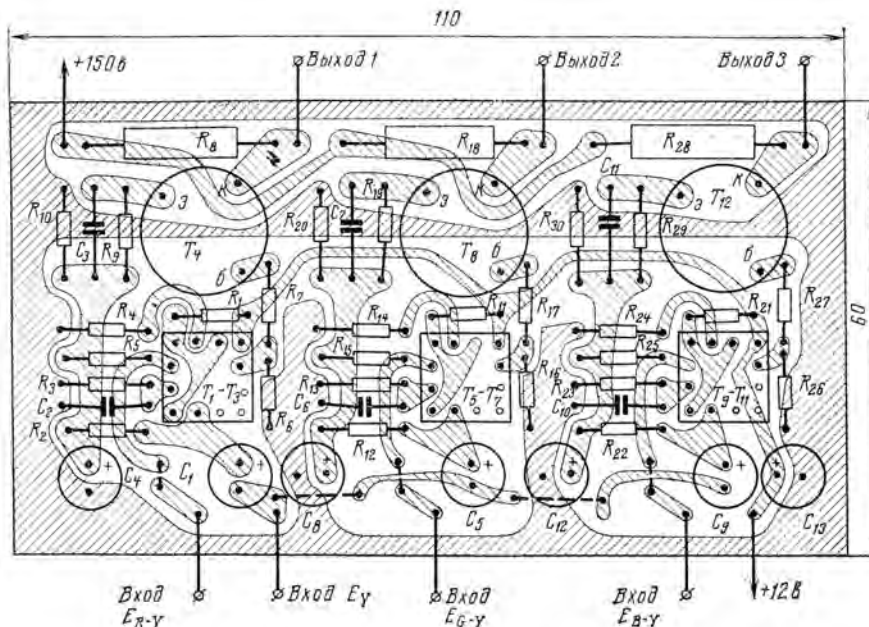 110
+150в
Выход 1
Выход 2
Выход 3
R8
R18
R28
к
к
к
э
э
э
R10
C3
R9
T4
R20
C7
R19
T8
R30
C11
R29
T12
б
б
б
60
R4
R1
R7
R14
R11
R17
R24
R21
R27
R5
R15
R25
R3
T1-T3
R13
T5-T7
R16
R23
T9-T11
R26
C2
C6
C10
R2
R6
R12
R22
+
+
+
+
+
+
C4
C1
C8
C5
C12
C9
C13
Вход
ER-Y
Вход EY
Вход
EG-Y
Вход
EB-Y
+12в